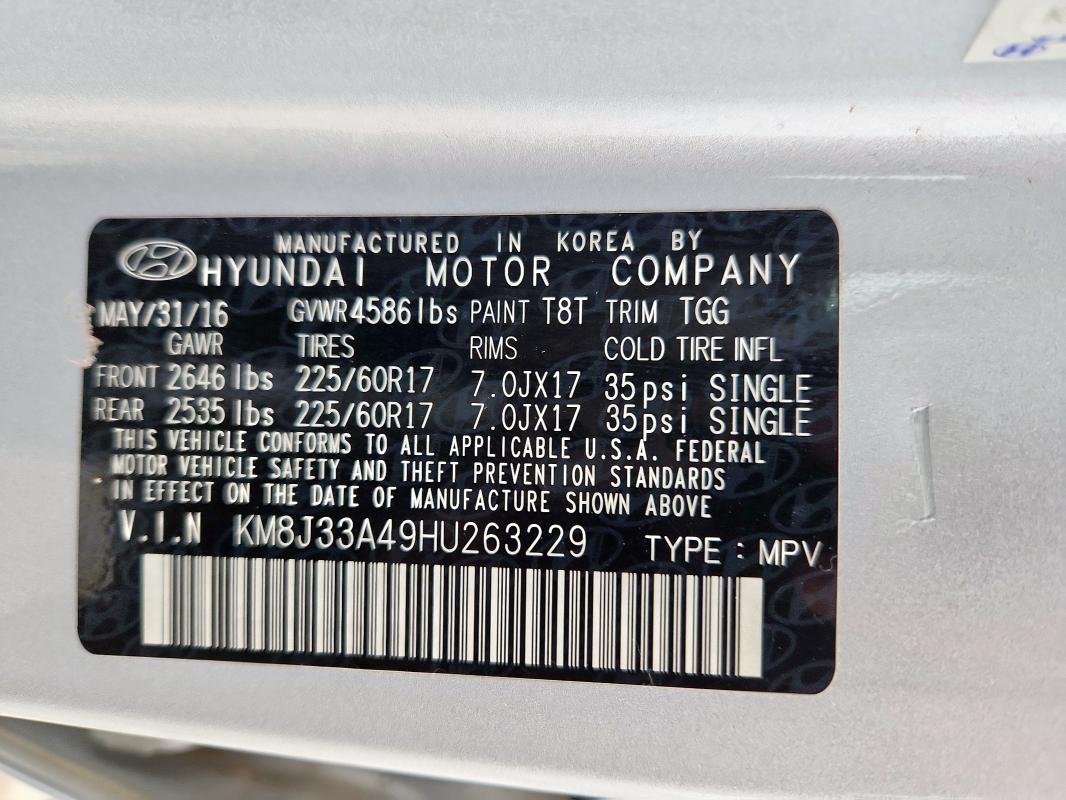 MANUFACTURED IN KOREA BY
HYUNDAI MOTOR COMPANY
MAY/31/16 GVWR 4586lbs PAINT T8T TRIM TGG
GAWR TIRES RIMS COLD TIRE INFL
FRONT 2646 lbs 225/60R17 7.0JX17 35psi SINGLE
REAR 2535 lbs 225/60R17 7.0JX17 35psi SINGLE
THIS VEHICLE CONFORMS TO ALL APPLICABLE U.S.A. FEDERAL
MOTOR VEHICLE SAFETY AND THEFT PREVENTION STANDARDS
IN EFFECT ON THE DATE OF MANUFACTURE SHOWN ABOVE
V.I.N KM8J33A49HU263229 TYPE : MPV